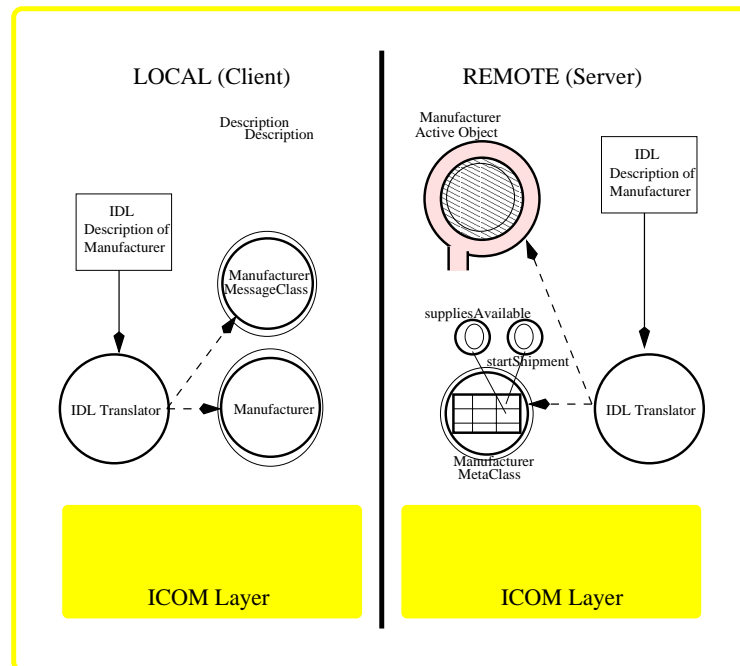 LOCAL (Client)
REMOTE (Server)
Description
Description
IDL
Description of
Manufacturer
Manufacturer
MessageClass
IDL Translator
Manufacturer
Manufacturer
Active Object
IDL
Description of
Manufacturer
suppliesAvailable
startShipment
IDL Translator
Manufacturer
MetaClass
ICOM Layer
ICOM Layer